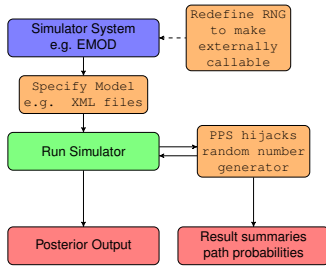 Simulator System
e.g. EMOD
Redefine RNG
to make
externally
callable
Specify Model
e.g. XML files
Run Simulator
PPS hijacks
random number
generator
Posterior Output
Result summaries
path probabilities